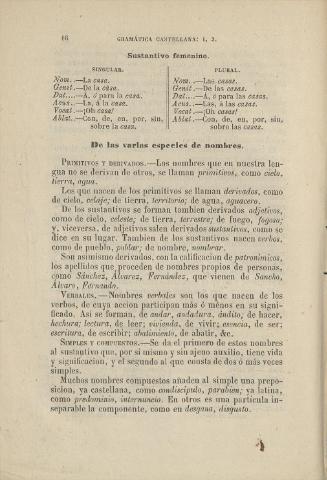 16 GRAMÁTICA CASTELLANA: 1, 2.
Sustantivo femenino.
SINGULAR.
Nom.—La casa.
Genit.—De la casa.
Dat....—Á, ó para la casa.
Acus.—La, á la casa.
Vocat.—¡Oh casa!
Ablat.—Con, de, en, por, sin,
sobre la casa.
PLURAL.
Nom.—Las casas.
Genit.—De las casas.
Dat....—Á, ó para las casas.
Acus.—Las, á las casas.
Vocat.—¡Oh casas!
Ablat.—Con, de, en, por, sin,
sobre las casas.
De las varias especies de nombres.
PRIMITIVOS Y DERIVADOS.—Los nombres que en nuestra len-
gua no se derivan de otros, se llaman primitivos, como cielo,
tierra, agua.
Los que nacen de los primitivos se llaman derivados, como
de cielo, celaje; de tierra, territorio; de agua, aguacero.
De los sustantivos se forman tambien derivados adjetivos,
como de cielo, celeste; de tierra, terrestre; de fuego, fogoso;
y, viceversa, de adjetivos salen derivados sustantivos, como se
dice en su lugar. Tambien de los sustantivos nacen verbos,
como de pueblo, poblar; de nombre, nombrar.
Son asimismo derivados, con la calificacion de patronímicos,
los apellidos que proceden de nombres propios de personas,
como Sánchez, Álvarez, Fernández, que vienen de Sancho,
Álvaro, Fernando.
VERBALES.—Nombres verbales son los que nacen de los
verbos, de cuya accion participan más ó ménos en su signi-
ficado. Así se forman, de andar, andadura, ándito; de hacer,
hechura; lectura, de leer; vivienda, de vivir; esencia, de ser;
escritura, de escribir; abatimiento, de abatir, &c.
SIMPLES Y COMPUESTOS.—Se da el primero de estos nombres
al sustantivo que, por sí mismo y sin ajeno auxilio, tiene vida
y significacion, y el segundo al que consta de dos ó más voces
simples.
Muchos nombres compuestos añaden al simple una prepo-
sicion, ya castellana, como condiscípulo, parabien; ya latina,
como predominio, internuncio. En otros es una partícula in-
separable la componente, como en desgana, disgusto.